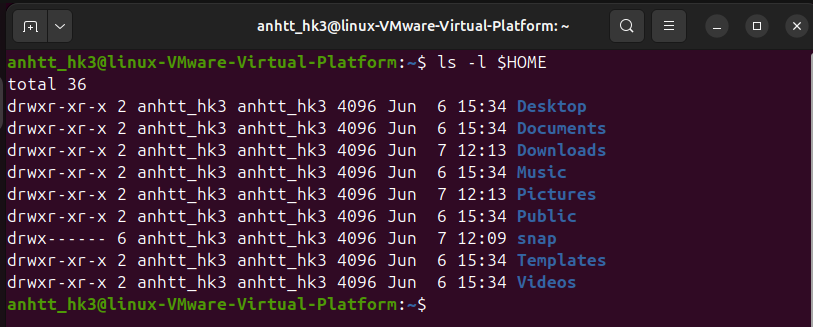 anhtt_hk3@linux-VMware-Virtual-Platform: ~
anhtt_hk3@linux-VMware-Virtual-Platform:~$ ls -l $HOME
total 36
drwxr-xr-x 2 anhtt_hk3 anhtt_hk3 4096 Jun  6 15:34 Desktop
drwxr-xr-x 2 anhtt_hk3 anhtt_hk3 4096 Jun  6 15:34 Documents
drwxr-xr-x 2 anhtt_hk3 anhtt_hk3 4096 Jun  7 12:13 Downloads
drwxr-xr-x 2 anhtt_hk3 anhtt_hk3 4096 Jun  6 15:34 Music
drwxr-xr-x 2 anhtt_hk3 anhtt_hk3 4096 Jun  7 12:13 Pictures
drwxr-xr-x 2 anhtt_hk3 anhtt_hk3 4096 Jun  6 15:34 Public
drwx------ 6 anhtt_hk3 anhtt_hk3 4096 Jun  7 12:09 snap
drwxr-xr-x 2 anhtt_hk3 anhtt_hk3 4096 Jun  6 15:34 Templates
drwxr-xr-x 2 anhtt_hk3 anhtt_hk3 4096 Jun  6 15:34 Videos
anhtt_hk3@linux-VMware-Virtual-Platform:~$